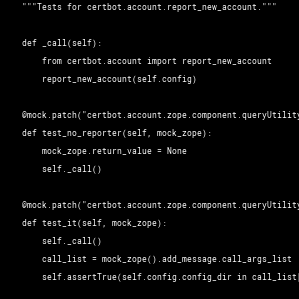 """Tests for certbot.account.report_new_account."""
def _call(self):
from certbot.account import report_new_account
report_new_account(self.config)
@mock.patch("certbot.account.zope.component.queryUtility
def test_no_reporter(self, mock_zope):
mock_zope.return_value = None
self._call()
@mock.patch("certbot.account.zope.component.queryUtility
def test_it(self, mock_zope):
self._call()
call_list = mock_zope().add_message.call_args_list
self.assertTrue(self.config.config_dir in call_list[